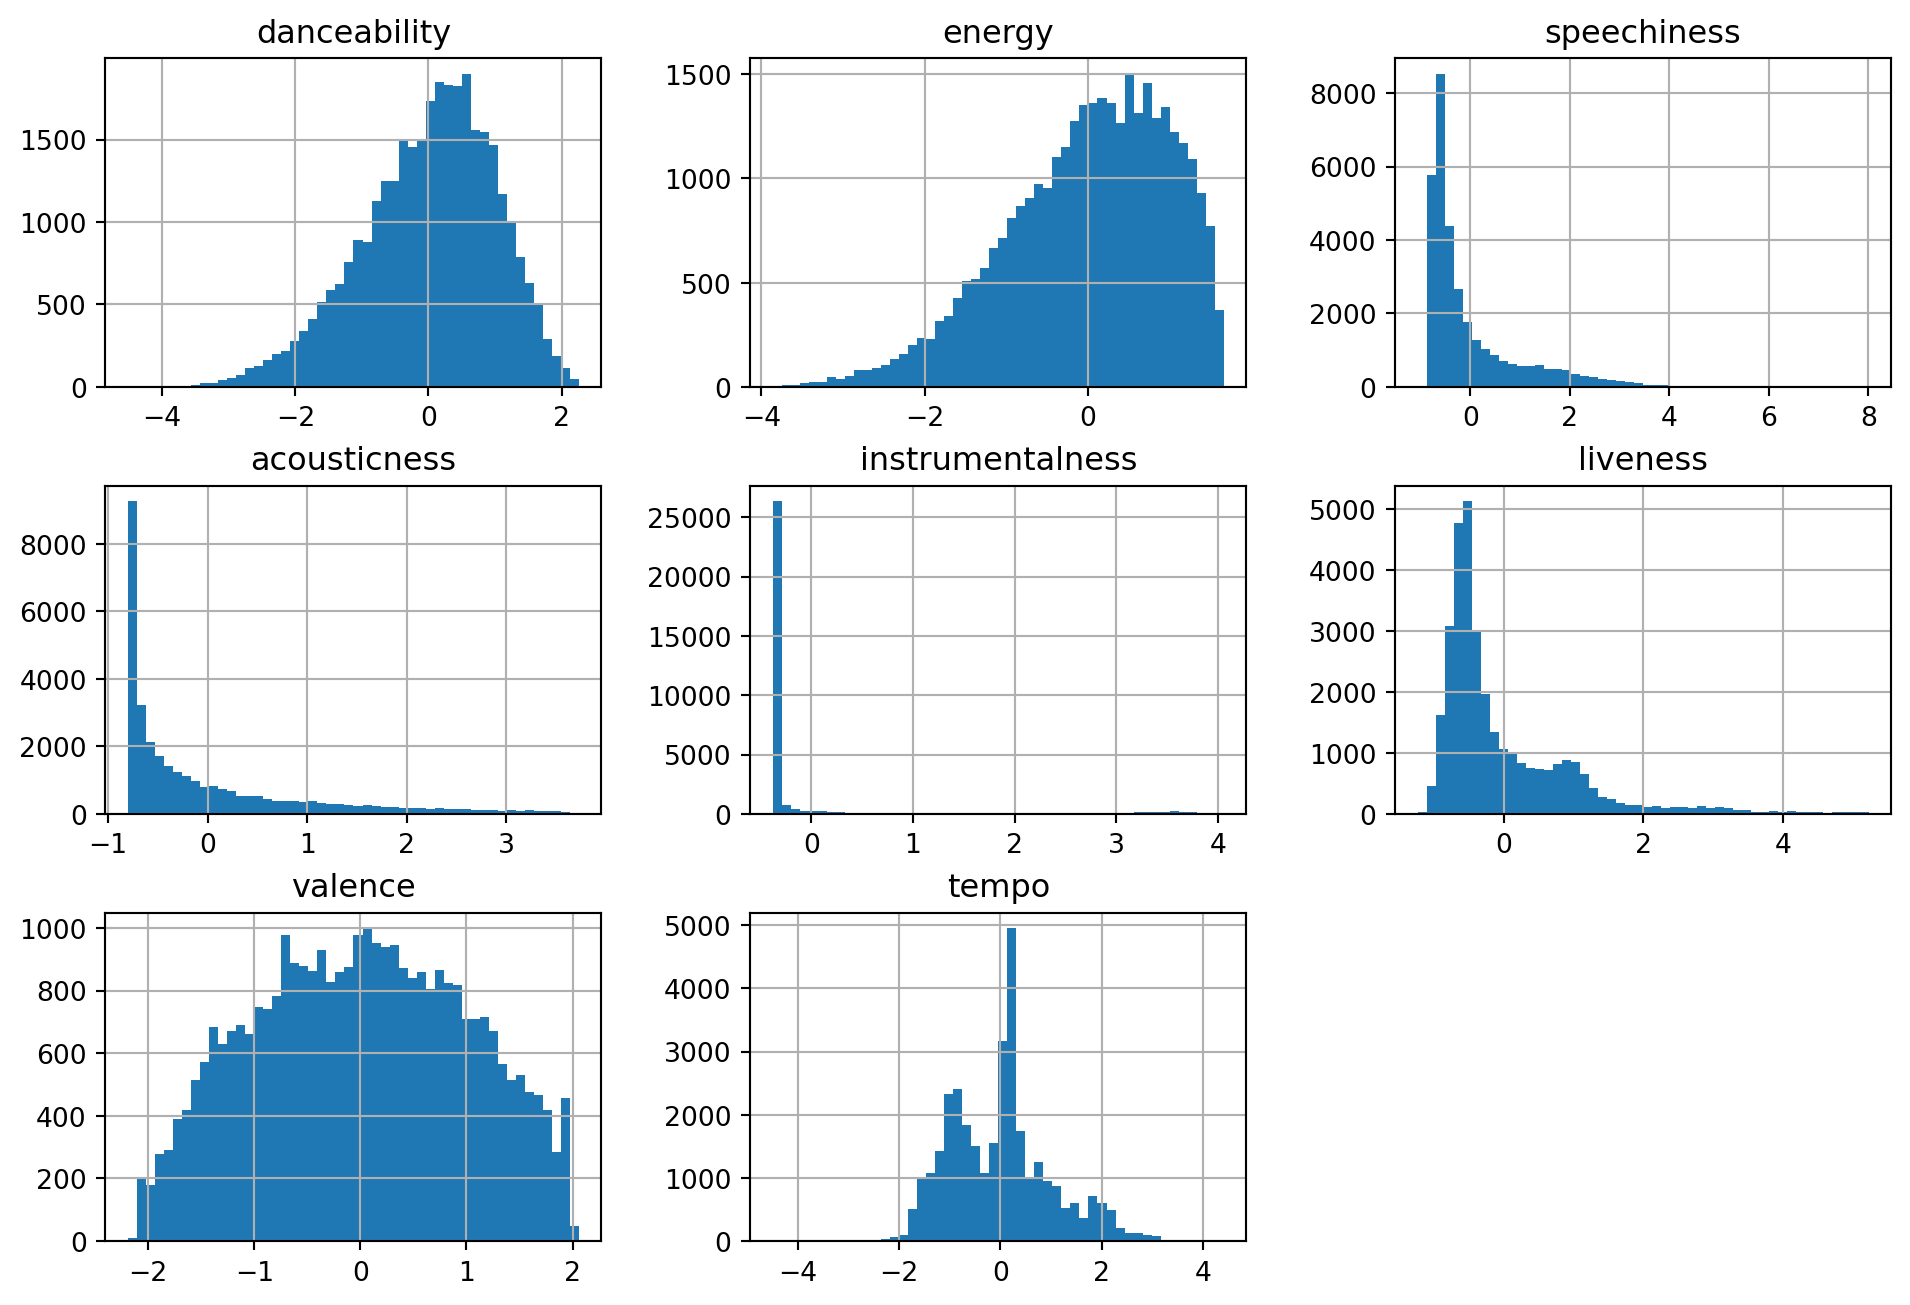 danceability energy speechiness
1500 1000 500 0
−4 −2 0 2
1500 1000 500 0
−4 −2 0
8000 6000 4000 2000 0
0 2 4 6 8
acousticness instrumentalness liveness
8000 6000 4000 2000 0
−1 0 1 2 3
25000 20000 15000 10000 5000 0
0 1 2 3 4
5000 4000 3000 2000 1000 0
0 2 4
valence tempo
1000 800 600 400 200 0
−2 −1 0 1 2
5000 4000 3000 2000 1000 0
−4 −2 0 2 4